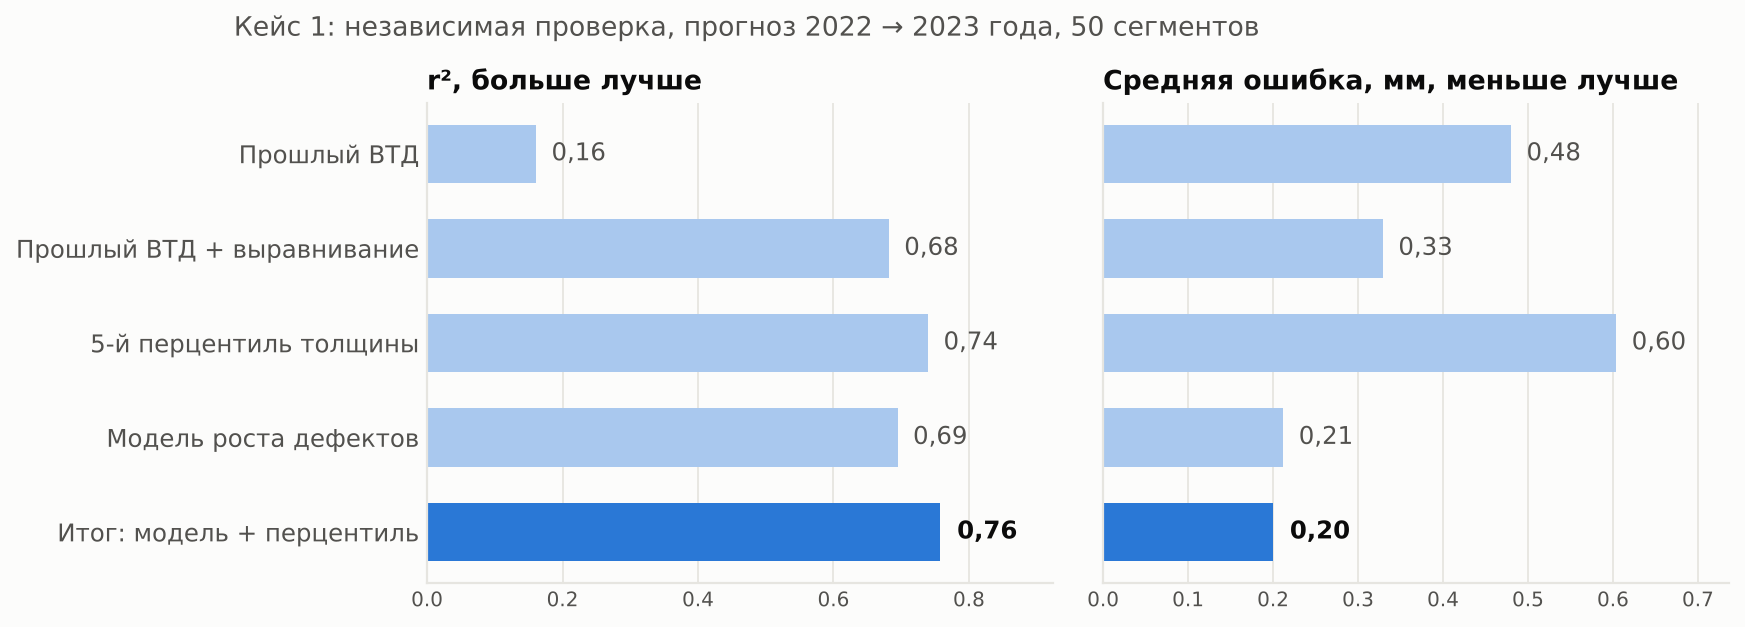 Кейс 1: независимая проверка, прогноз 2022 → 2023 года, 50 сегментов
r², больше лучше
Прошлый ВТД 0,16
Прошлый ВТД + выравнивание 0,68
5-й перцентиль толщины 0,74
Модель роста дефектов 0,69
Итог: модель + перцентиль 0,76
0.0 0.2 0.4 0.6 0.8
Средняя ошибка, мм, меньше лучше
0,48
0,33
0,60
0,21
0,20
0.0 0.1 0.2 0.3 0.4 0.5 0.6 0.7